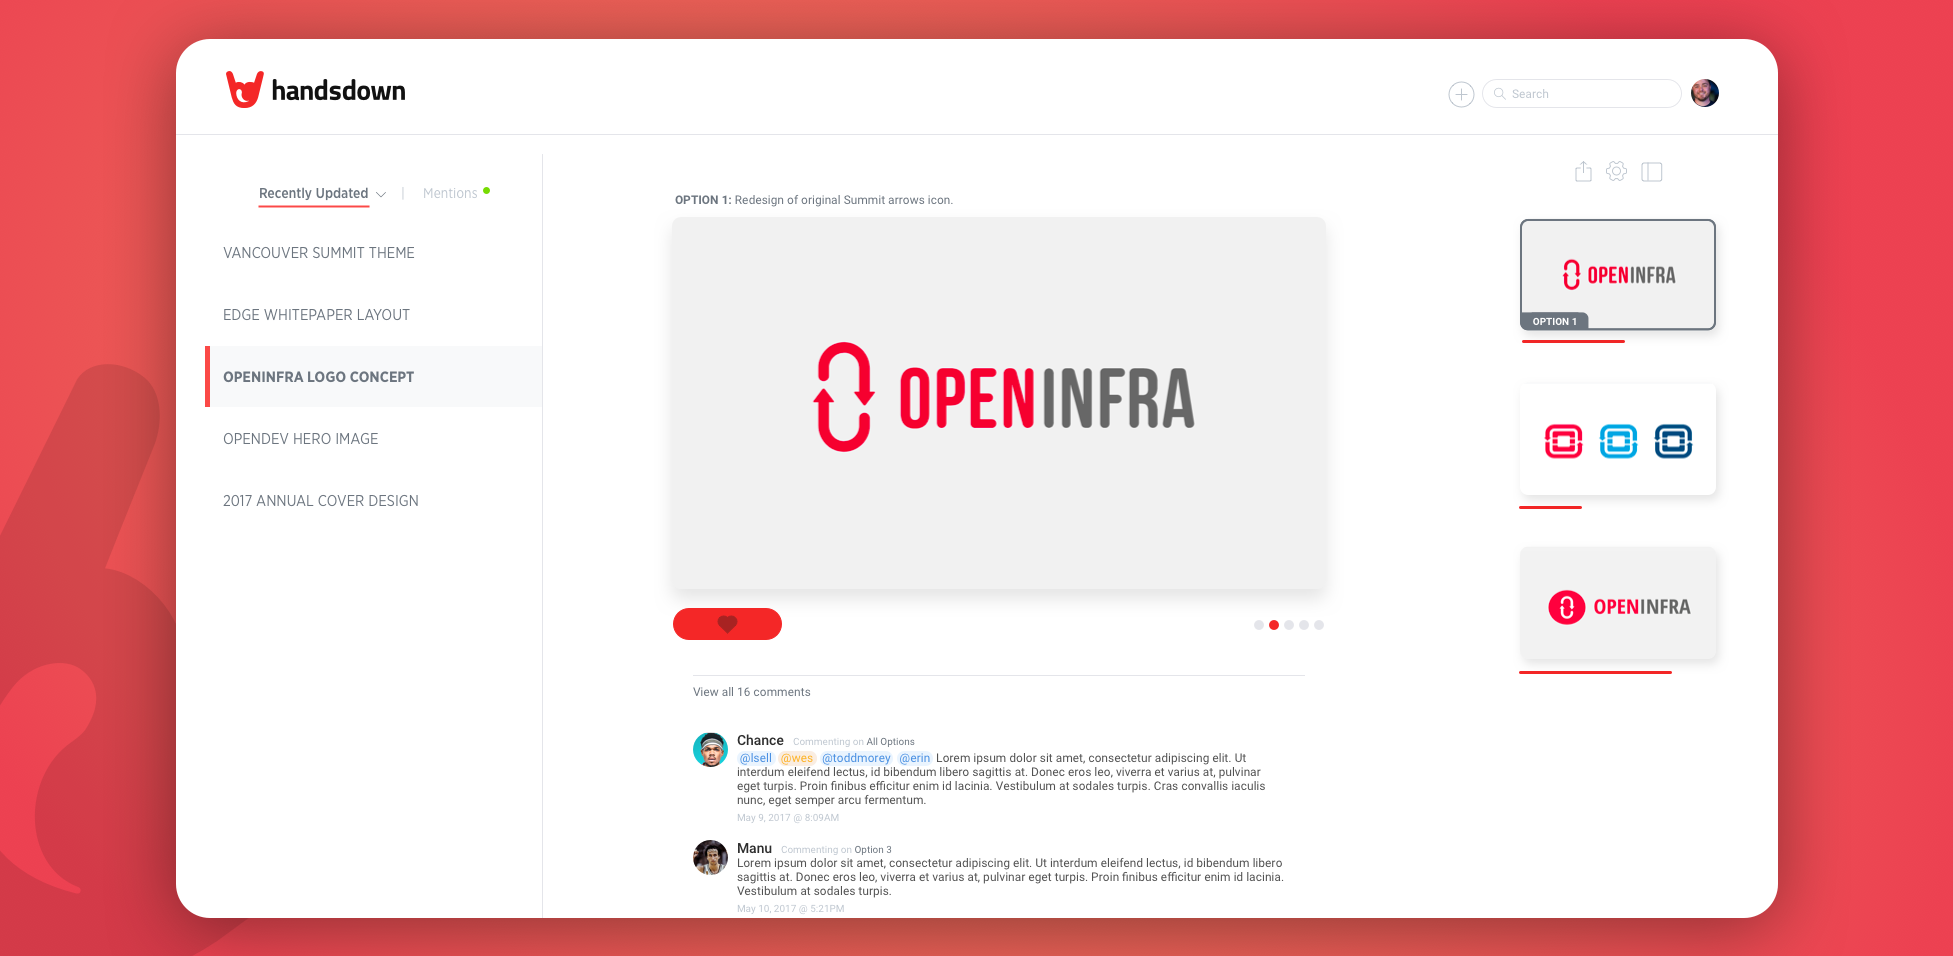 handsdown
Search
Recently Updated | Mentions
VANCOUVER SUMMIT THEME
EDGE WHITEPAPER LAYOUT
OPENINFRA LOGO CONCEPT
OPENDEV HERO IMAGE
2017 ANNUAL COVER DESIGN
OPTION 1: Redesign of original Summit arrows icon.
OPENINFRA
View all 16 comments
Chance Commenting on All Options
@lsell @wes @toddmorey @erin Lorem ipsum dolor sit amet, consectetur adipiscing elit. Ut
interdum eleifend lectus, id bibendum libero sagittis at. Donec eros leo, viverra et varius at, pulvinar
eget turpis. Proin finibus efficitur enim id lacinia. Vestibulum at sodales turpis. Cras convallis iaculis
nunc, eget semper arcu fermentum.
May 9, 2017 @ 8:09AM
Manu Commenting on Option 3
Lorem ipsum dolor sit amet, consectetur adipiscing elit. Ut interdum eleifend lectus, id bibendum libero
sagittis at. Donec eros leo, viverra et varius at, pulvinar eget turpis. Proin finibus efficitur enim id lacinia.
Vestibulum at sodales turpis.
May 10, 2017 @ 5:21PM
OPENINFRA
OPTION 1
OPENINFRA